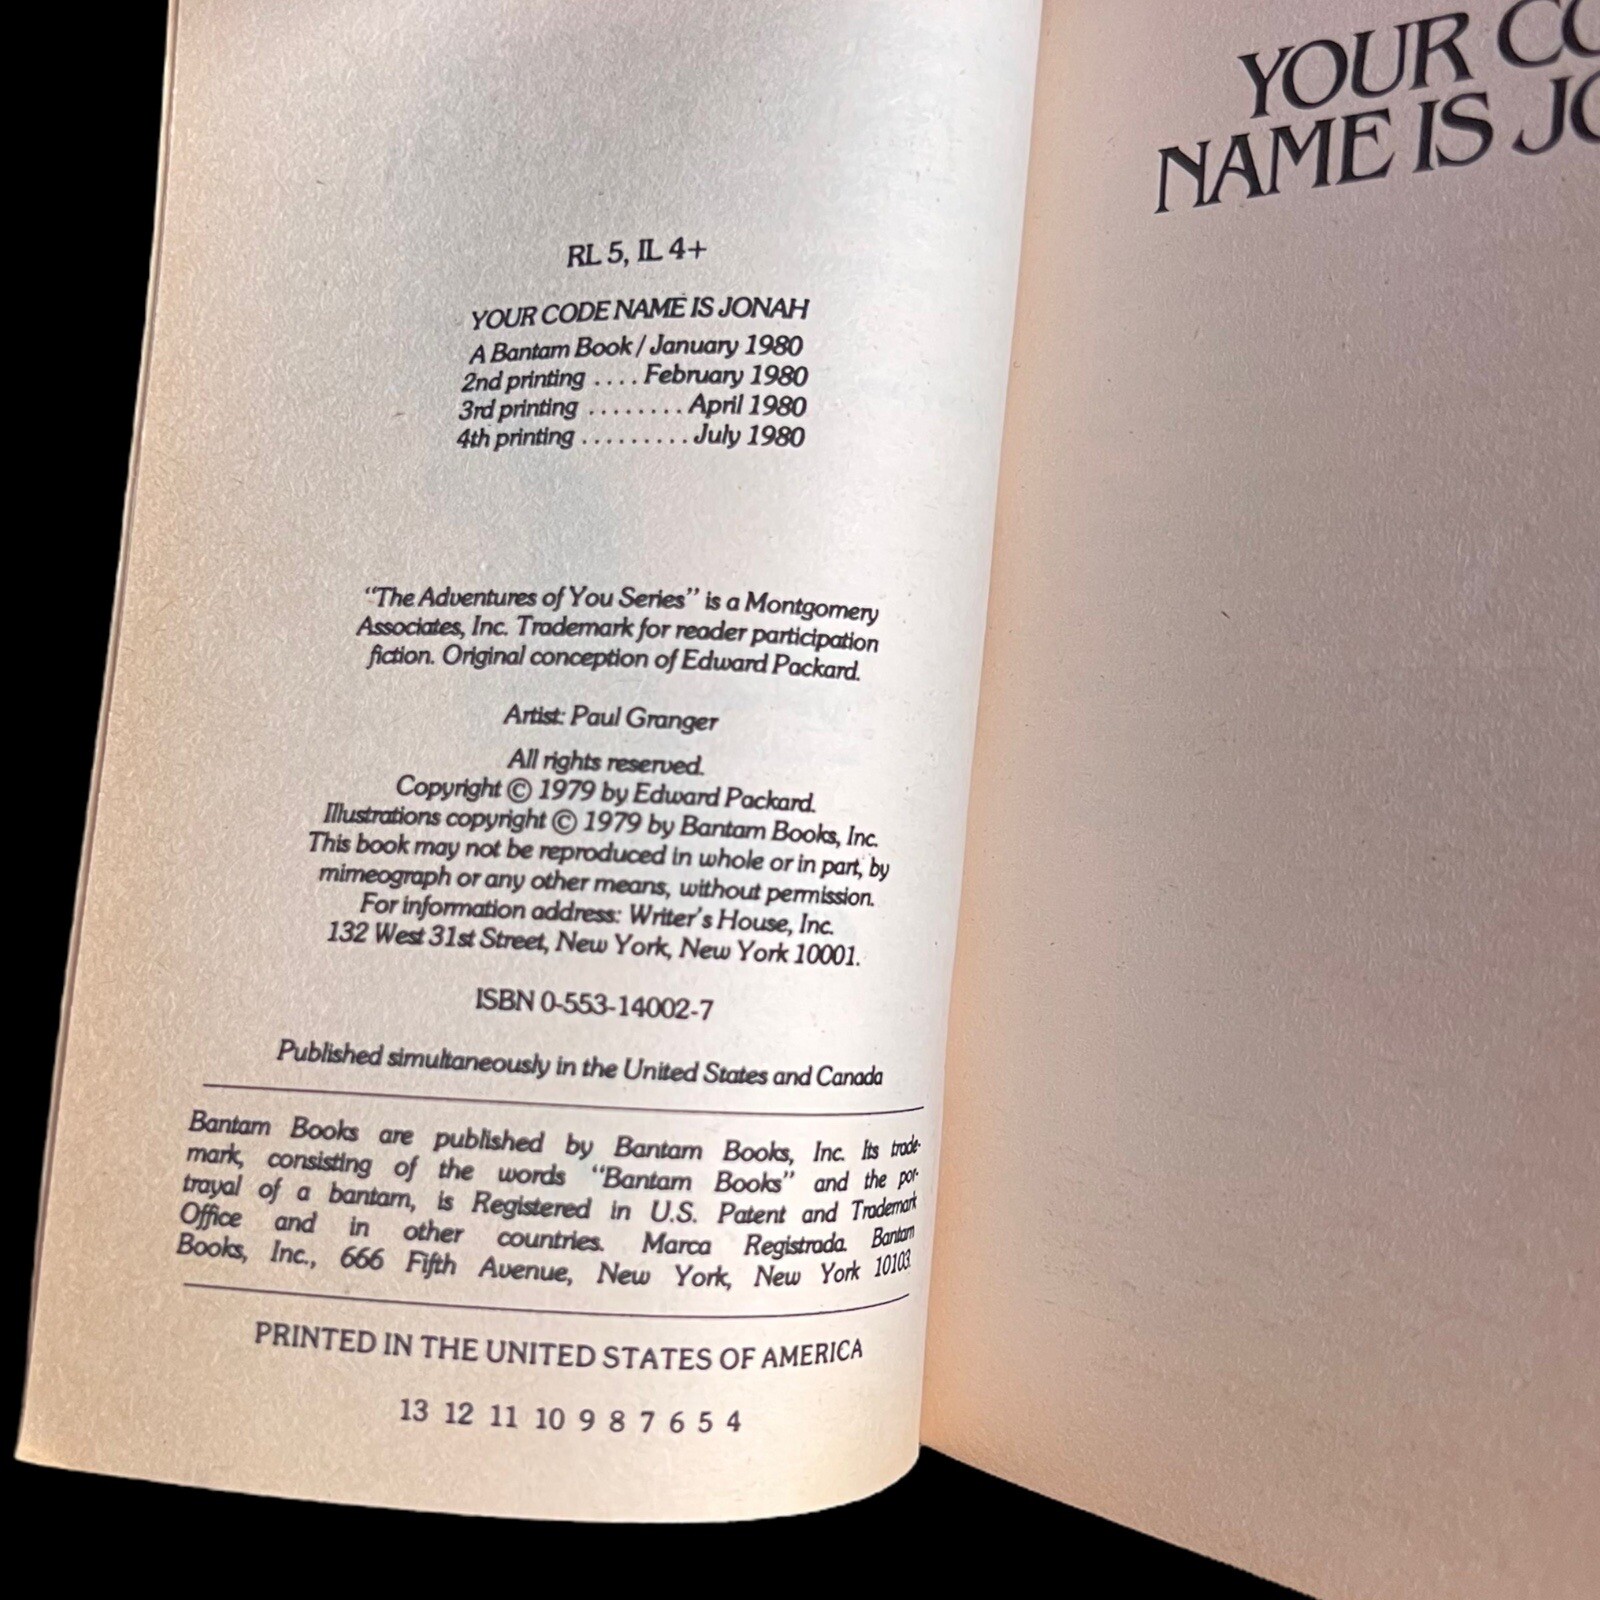 RL 5, IL 4+
YOUR CODE NAME IS JONAH
A Bantam Book / January 1980
2nd printing .... February 1980
3rd printing ........ April 1980
4th printing ......... July 1980
“The Adventures of You Series” is a Montgomery
Associates, Inc. Trademark for reader participation
fiction. Original conception of Edward Packard.
Artist: Paul Granger
All rights reserved.
Copyright © 1979 by Edward Packard.
Illustrations copyright © 1979 by Bantam Books, Inc.
This book may not be reproduced in whole or in part, by
mimeograph or any other means, without permission.
For information address: Writer's House, Inc.
132 West 31st Street, New York, New York 10001.
ISBN 0-553-14002-7
Published simultaneously in the United States and Canada
Bantam Books are published by Bantam Books, Inc. Its trade-
mark, consisting of the words “Bantam Books” and the por-
trayal of a bantam, is Registered in U.S. Patent and Trademark
Office and in other countries. Marca Registrada. Bantam
Books, Inc., 666 Fifth Avenue, New York, New York 10103.
PRINTED IN THE UNITED STATES OF AMERICA
13 12 11 10 9 8 7 6 5 4
YOUR CO
NAME IS JO